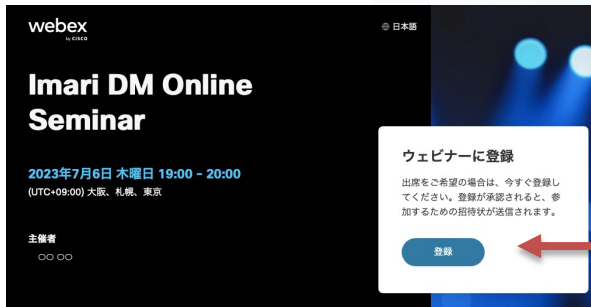 webex
by CISCO
日本語
Imari DM Online
Seminar
2023年7月6日 木曜日 19:00 - 20:00
(UTC+09:00) 大阪、札幌、東京
主催者
○○ ○○
ウェビナーに登録
出席をご希望の場合は、今すぐ登録し
てください。登録が承認されると、参
加するための招待状が送信されます。
登録